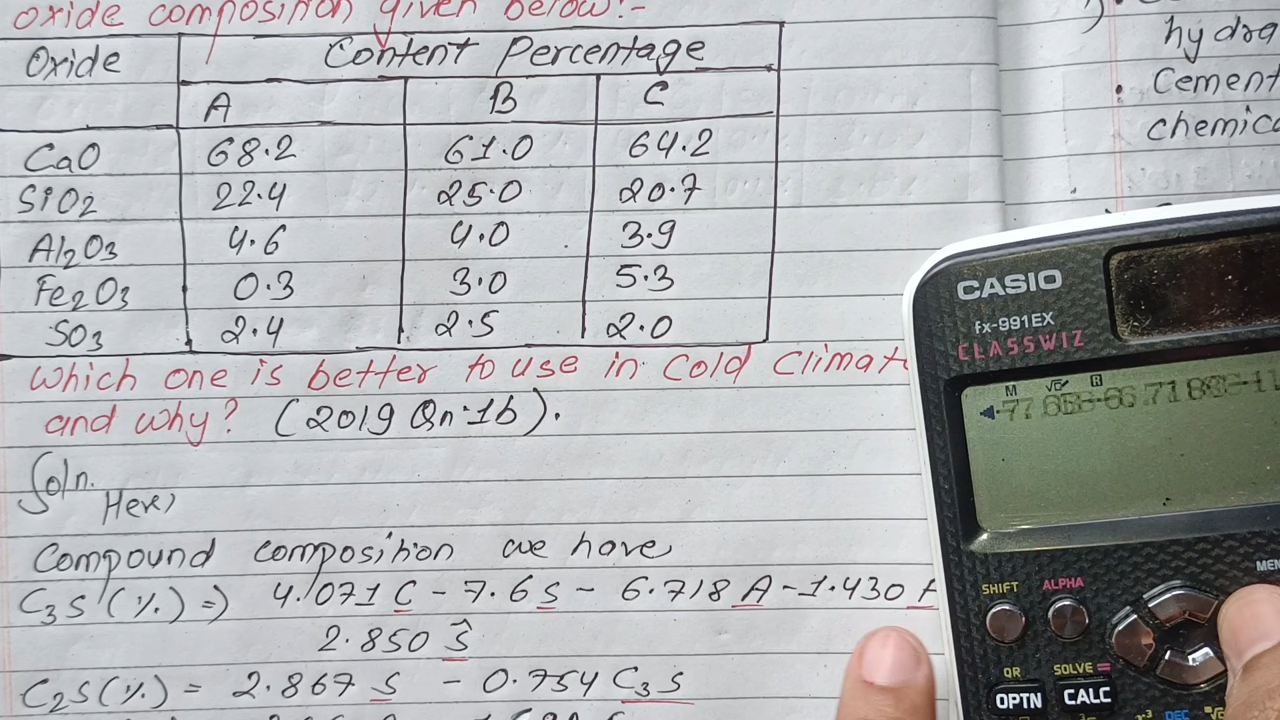 oxide composition given below:-
Oxide Content Percentage
A B C
CaO 68.2 61.0 64.2
SiO2 22.4 25.0 20.7
Al2O3 4.6 4.0 3.9
Fe2O3 0.3 3.0 5.3
SO3 2.4 2.5 2.0
Which one is better to use in cold climat
and why? (2019 Qn.1b).
Soln.
Here,
Compound composition we have
C3S (%) => 4.071 C - 7.6 S - 6.718 A - 1.430 F
2.850 Ŝ
C2S (%) = 2.867 S - 0.754 C3S
hydra
• Cement
chemica
CASIO
fx-991EX
CLASSWIZ
SHIFT ALPHA
MEN
QR SOLVE =
OPTN CALC